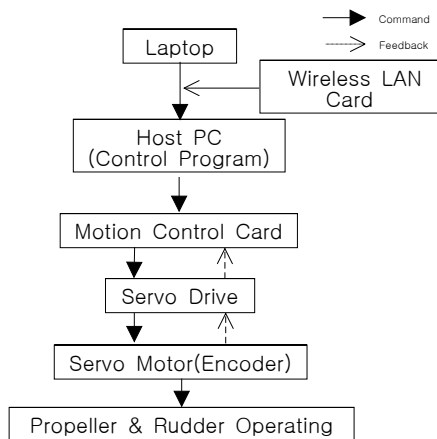 Command
Feedback
Laptop
Wireless LAN
Card
Host PC
(Control Program)
Motion Control Card
Servo Drive
Servo Motor(Encoder)
Propeller & Rudder Operating